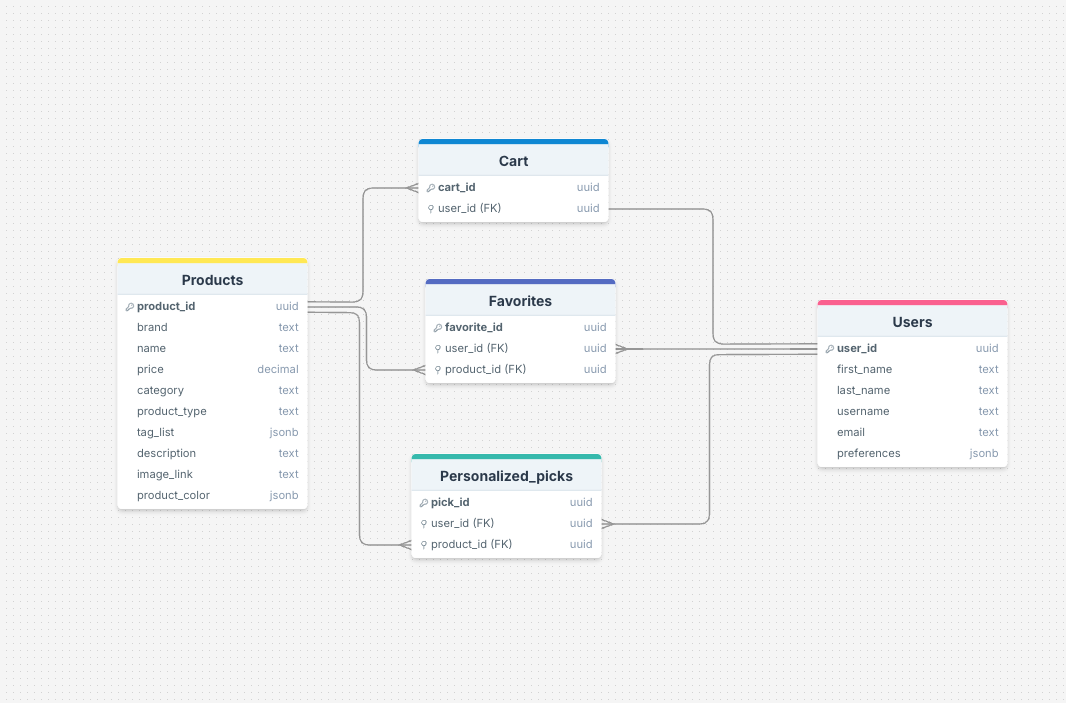 Cart
cart_id uuid
user_id (FK) uuid
Products
product_id uuid
brand text
name text
price decimal
category text
product_type text
tag_list jsonb
description text
image_link text
product_color jsonb
Favorites
favorite_id uuid
user_id (FK) uuid
product_id (FK) uuid
Users
user_id uuid
first_name text
last_name text
username text
email text
preferences jsonb
Personalized_picks
pick_id uuid
user_id (FK) uuid
product_id (FK) uuid